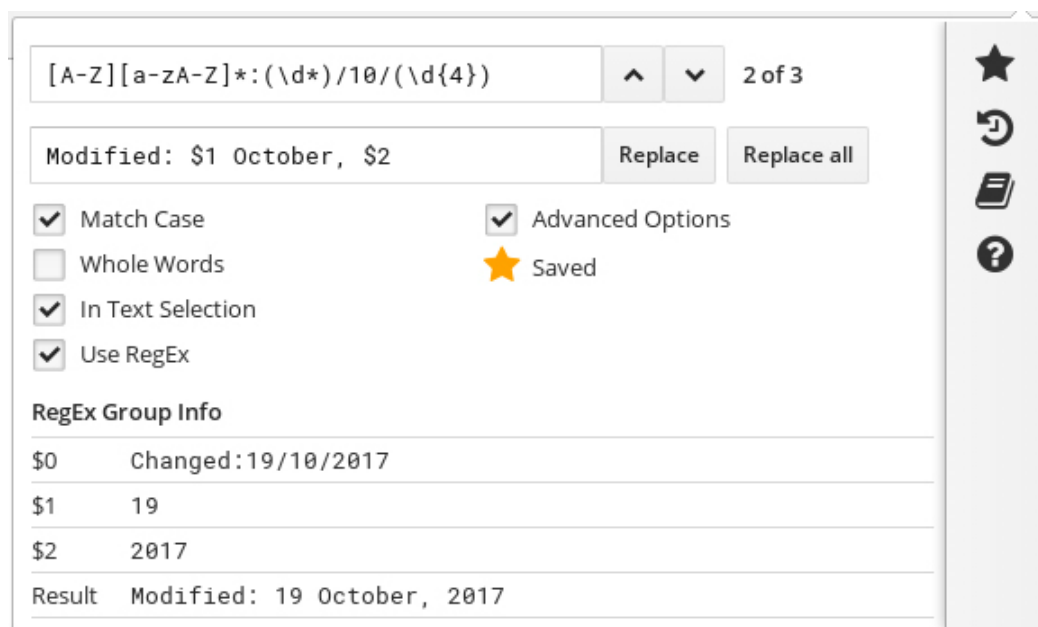 [A-Z][a-zA-Z]*:(\d*)/10/(\d{4}) 2 of 3
Modified: $1 October, $2 Replace Replace all
Match Case Advanced Options
Whole Words Saved
In Text Selection
Use RegEx
RegEx Group Info
$0 Changed:19/10/2017
$1 19
$2 2017
Result Modified: 19 October, 2017